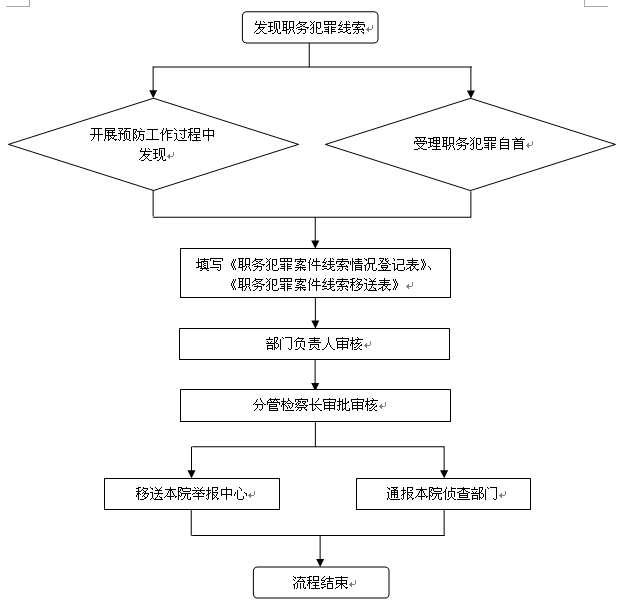 发现职务犯罪线索
开展预防工作过程中
发现
受理职务犯罪自首
填写《职务犯罪案件线索情况登记表》、
《职务犯罪案件线索移送表》
部门负责人审核
分管检察长审批审核
移送本院举报中心
通报本院侦查部门
流程结束